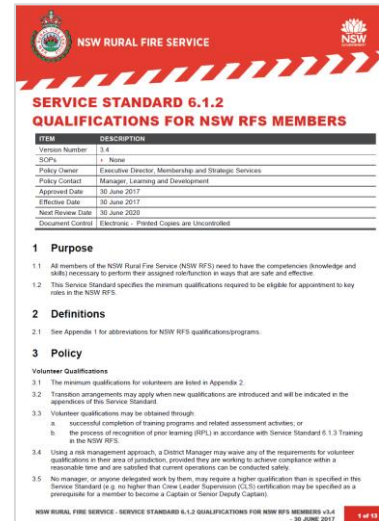 NSW RURAL FIRE SERVICE
NSW
GOVERNMENT
SERVICE STANDARD 6.1.2
QUALIFICATIONS FOR NSW RFS MEMBERS
ITEM DESCRIPTION
Version Number 3.4
SOPs › None
Policy Owner Executive Director, Membership and Strategic Services
Policy Contact Manager, Learning and Development
Approved Date 30 June 2017
Effective Date 30 June 2017
Next Review Date 30 June 2020
Document Control Electronic - Printed Copies are Uncontrolled
1 Purpose
1.1 All members of the NSW Rural Fire Service (NSW RFS) need to have the competencies (knowledge and
skills) necessary to perform their assigned role/function in ways that are safe and effective.
1.2 This Service Standard specifies the minimum qualifications required to be eligible for appointment to key
roles in the NSW RFS.
2 Definitions
2.1 See Appendix 1 for abbreviations for NSW RFS qualifications/programs.
3 Policy
Volunteer Qualifications
3.1 The minimum qualifications for volunteers are listed in Appendix 2.
3.2 Transition arrangements may apply when new qualifications are introduced and will be indicated in the
appendices of this Service Standard.
3.3 Volunteer qualifications may be obtained through:
a. successful completion of training programs and related assessment activities; or
b. the process of recognition of prior learning (RPL) in accordance with Service Standard 6.1.3 Training
in the NSW RFS.
3.4 Using a risk management approach, a District Manager may waive any of the requirements for volunteer
qualifications in their area of jurisdiction, provided they are working to achieve compliance within a
reasonable time and are satisfied that current operations can be conducted safely.
3.5 No manager, or anyone delegated work by them, may require a higher qualification than is specified in this
Service Standard (e.g. no higher than Crew Leader Supervision (CLS) certification may be specified as a
prerequisite for a member to become a Captain or Senior Deputy Captain).
NSW RURAL FIRE SERVICE - SERVICE STANDARD 6.1.2 QUALIFICATIONS FOR NSW RFS MEMBERS v3.4
- 30 JUNE 2017
1 of 13